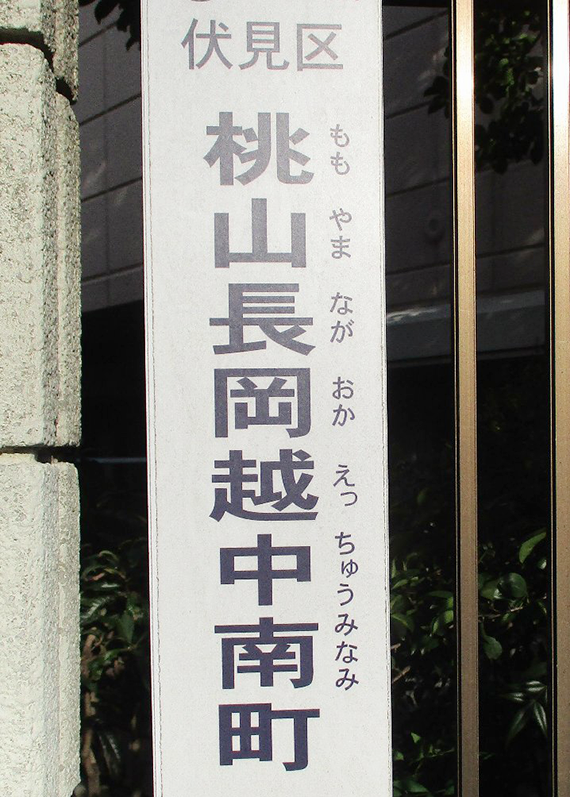 伏見区
桃山長岡越中南町
もも やま なが おか えっ ちゅうみなみ